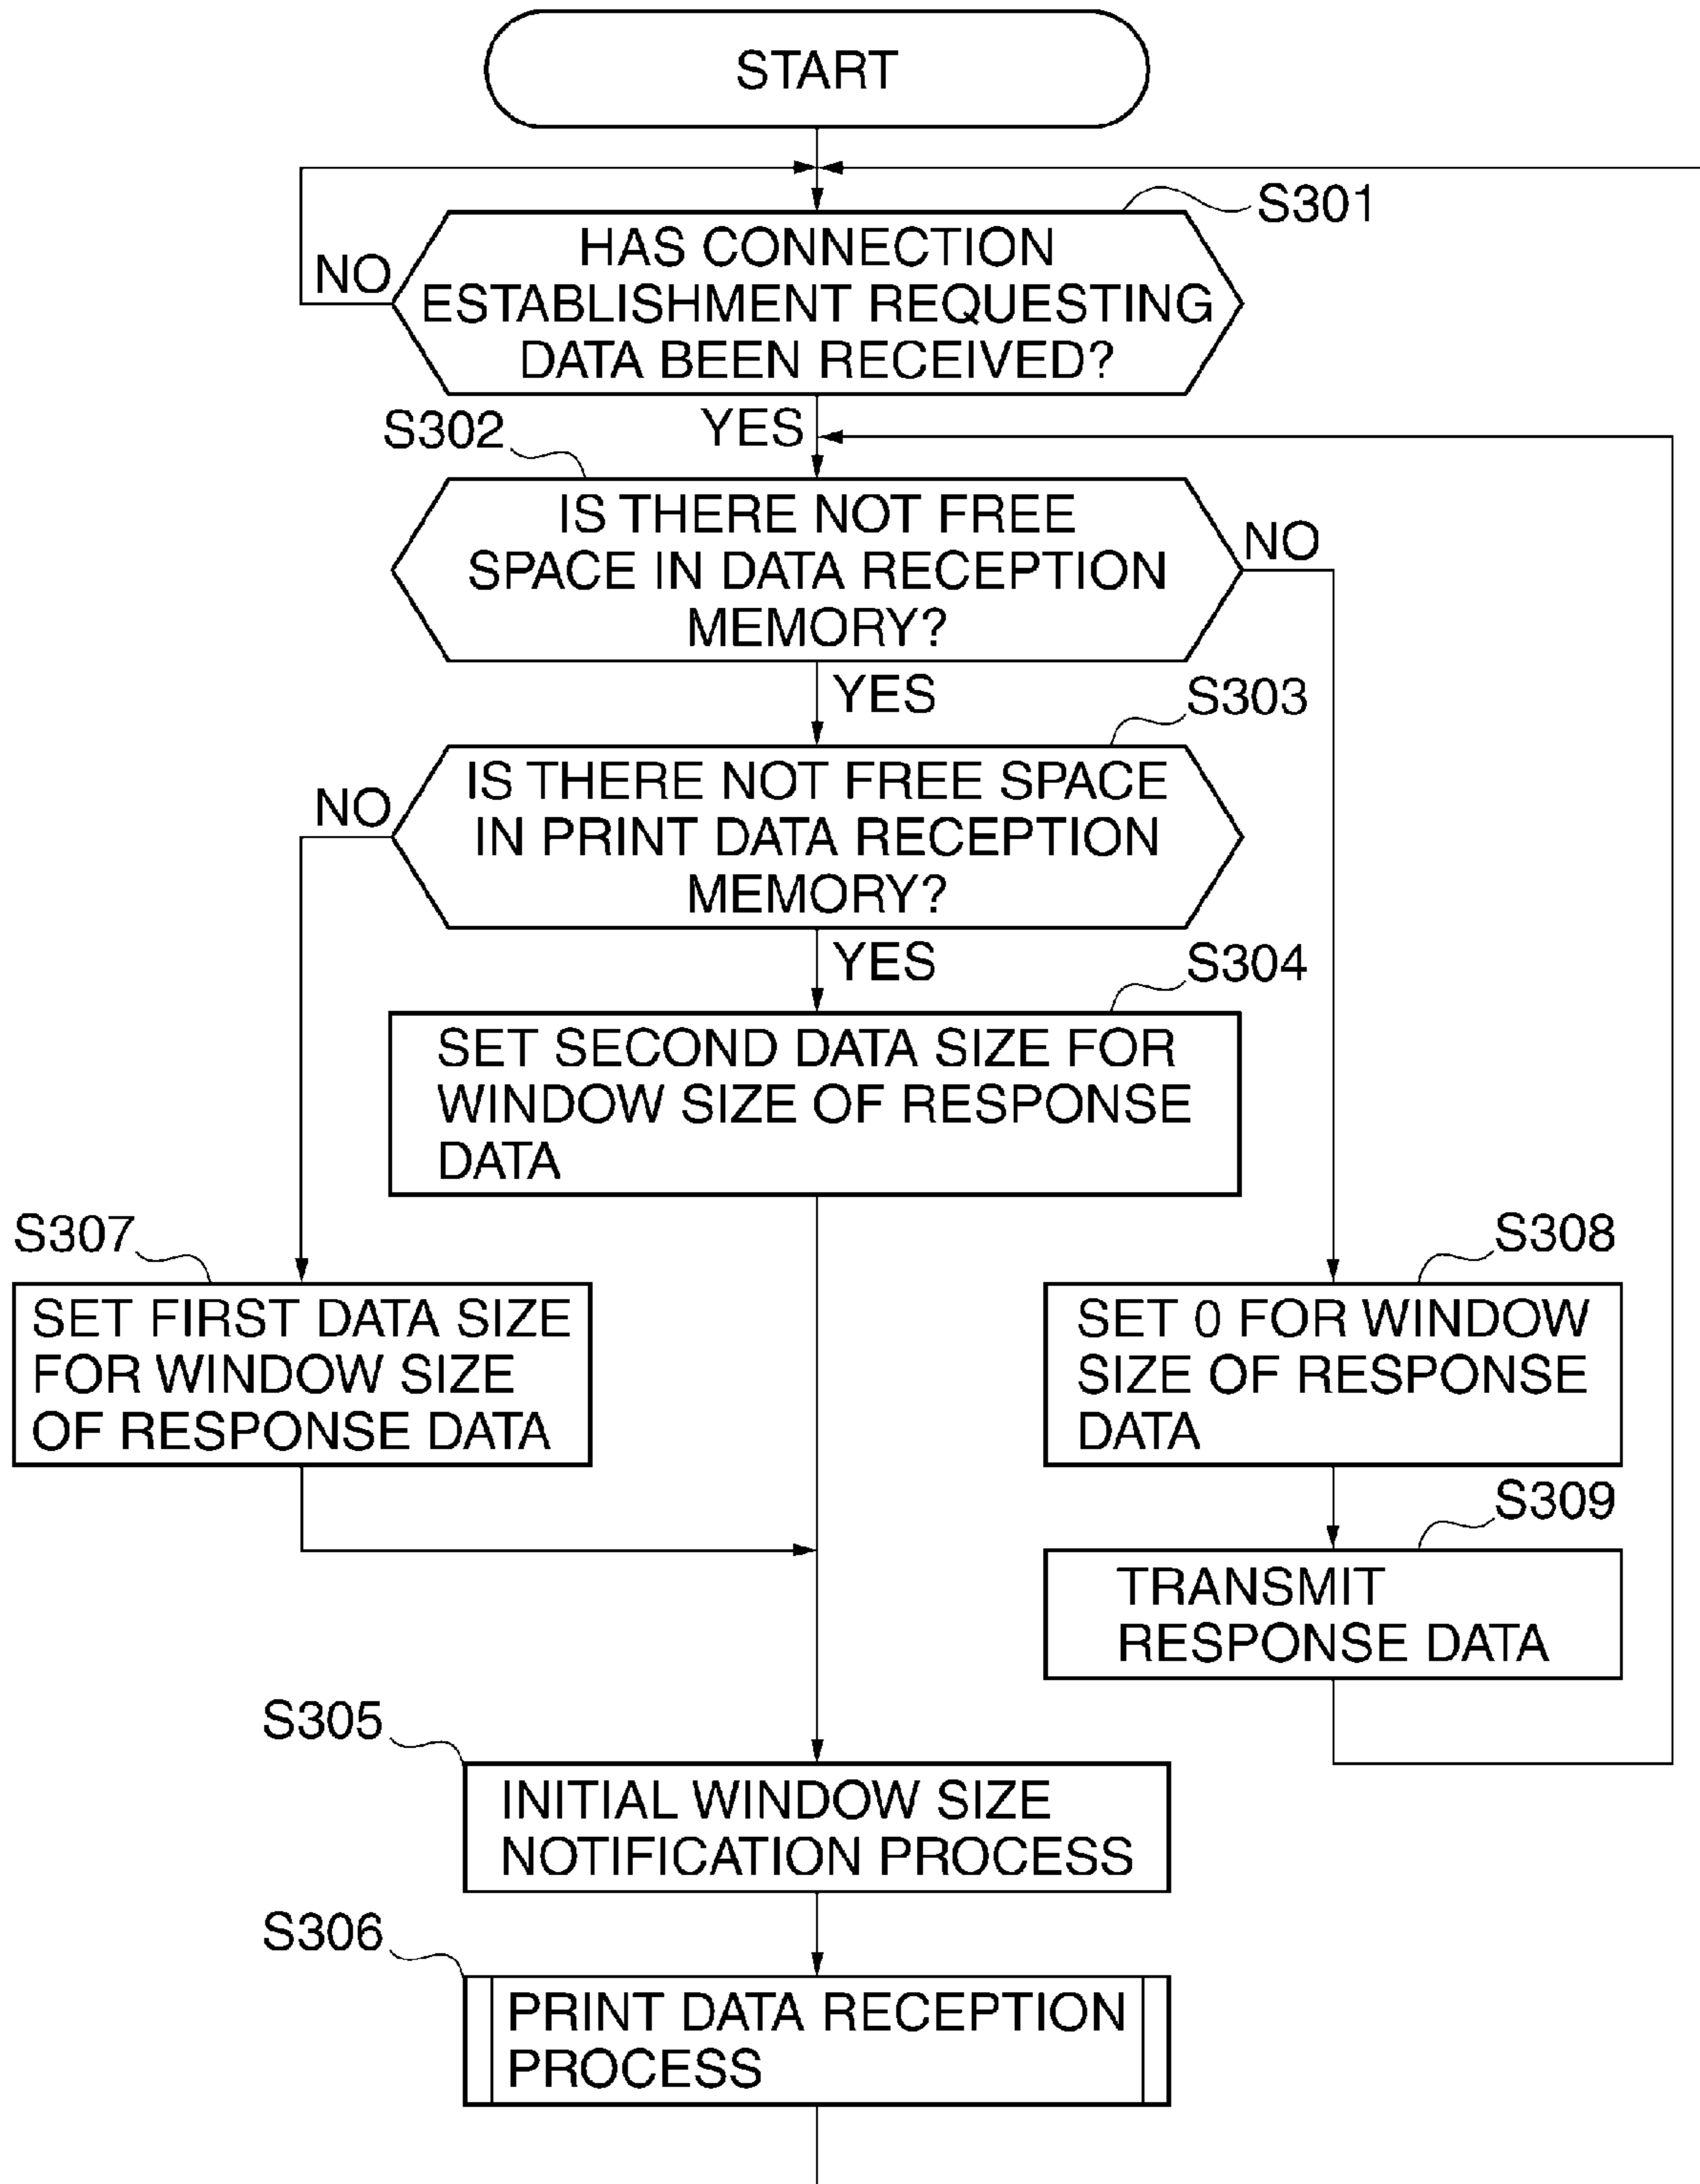 START
S301
HAS CONNECTION
ESTABLISHMENT REQUESTING
DATA BEEN RECEIVED?
NO
YES
S302
IS THERE NOT FREE
SPACE IN DATA RECEPTION
MEMORY?
NO
YES
S303
IS THERE NOT FREE SPACE
IN PRINT DATA RECEPTION
MEMORY?
NO
YES
S304
SET SECOND DATA SIZE FOR
WINDOW SIZE OF RESPONSE
DATA
S307
SET FIRST DATA SIZE
FOR WINDOW SIZE
OF RESPONSE DATA
S308
SET 0 FOR WINDOW
SIZE OF RESPONSE
DATA
S309
TRANSMIT
RESPONSE DATA
S305
INITIAL WINDOW SIZE
NOTIFICATION PROCESS
S306
PRINT DATA RECEPTION
PROCESS